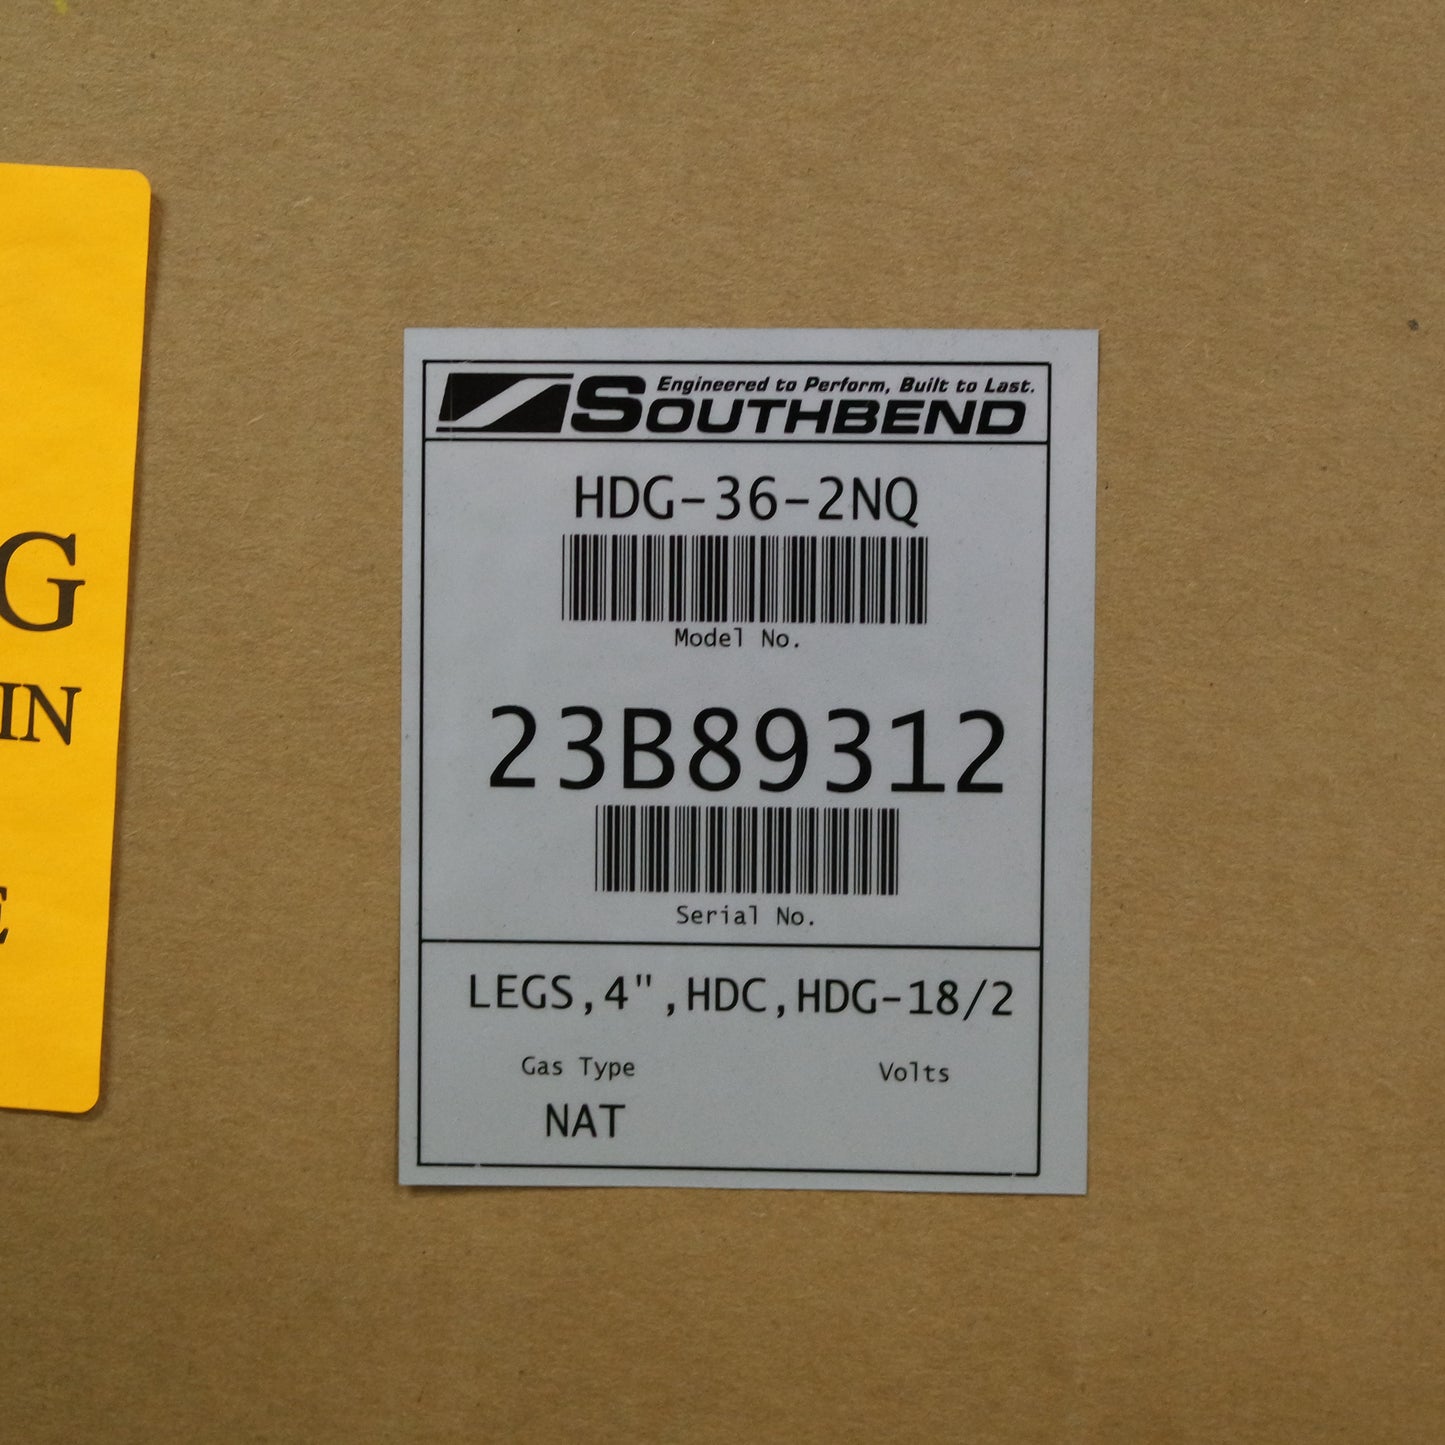 G
IN
E
Engineered to Perform, Built to Last.
SOUTHBEND
HDG-36-2NQ
Model No.
23B89312
Serial No.
LEGS,4",HDC,HDG-18/2
Gas Type Volts
NAT